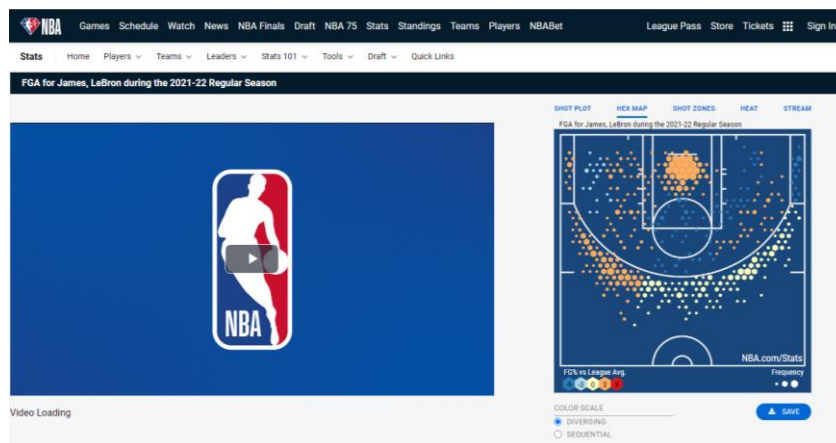 NBA Games Schedule Watch News NBA Finals Draft NBA 75 Stats Standings Teams Players NBABet League Pass Store Tickets Sign In
Stats Home Players Teams Leaders Stats 101 Tools Draft Quick Links
FGA for James, LeBron during the 2021-22 Regular Season
SHOT PLOT HEX MAP SHOT ZONES HEAT STREAM
FGA for James, LeBron during the 2021-22 Regular Season
NBA
NBA.com/Stats
FG% vs League Avg. Frequency
-3 0 3
Video Loading
COLOR SCALE
SAVE
DIVERGING
SEQUENTIAL